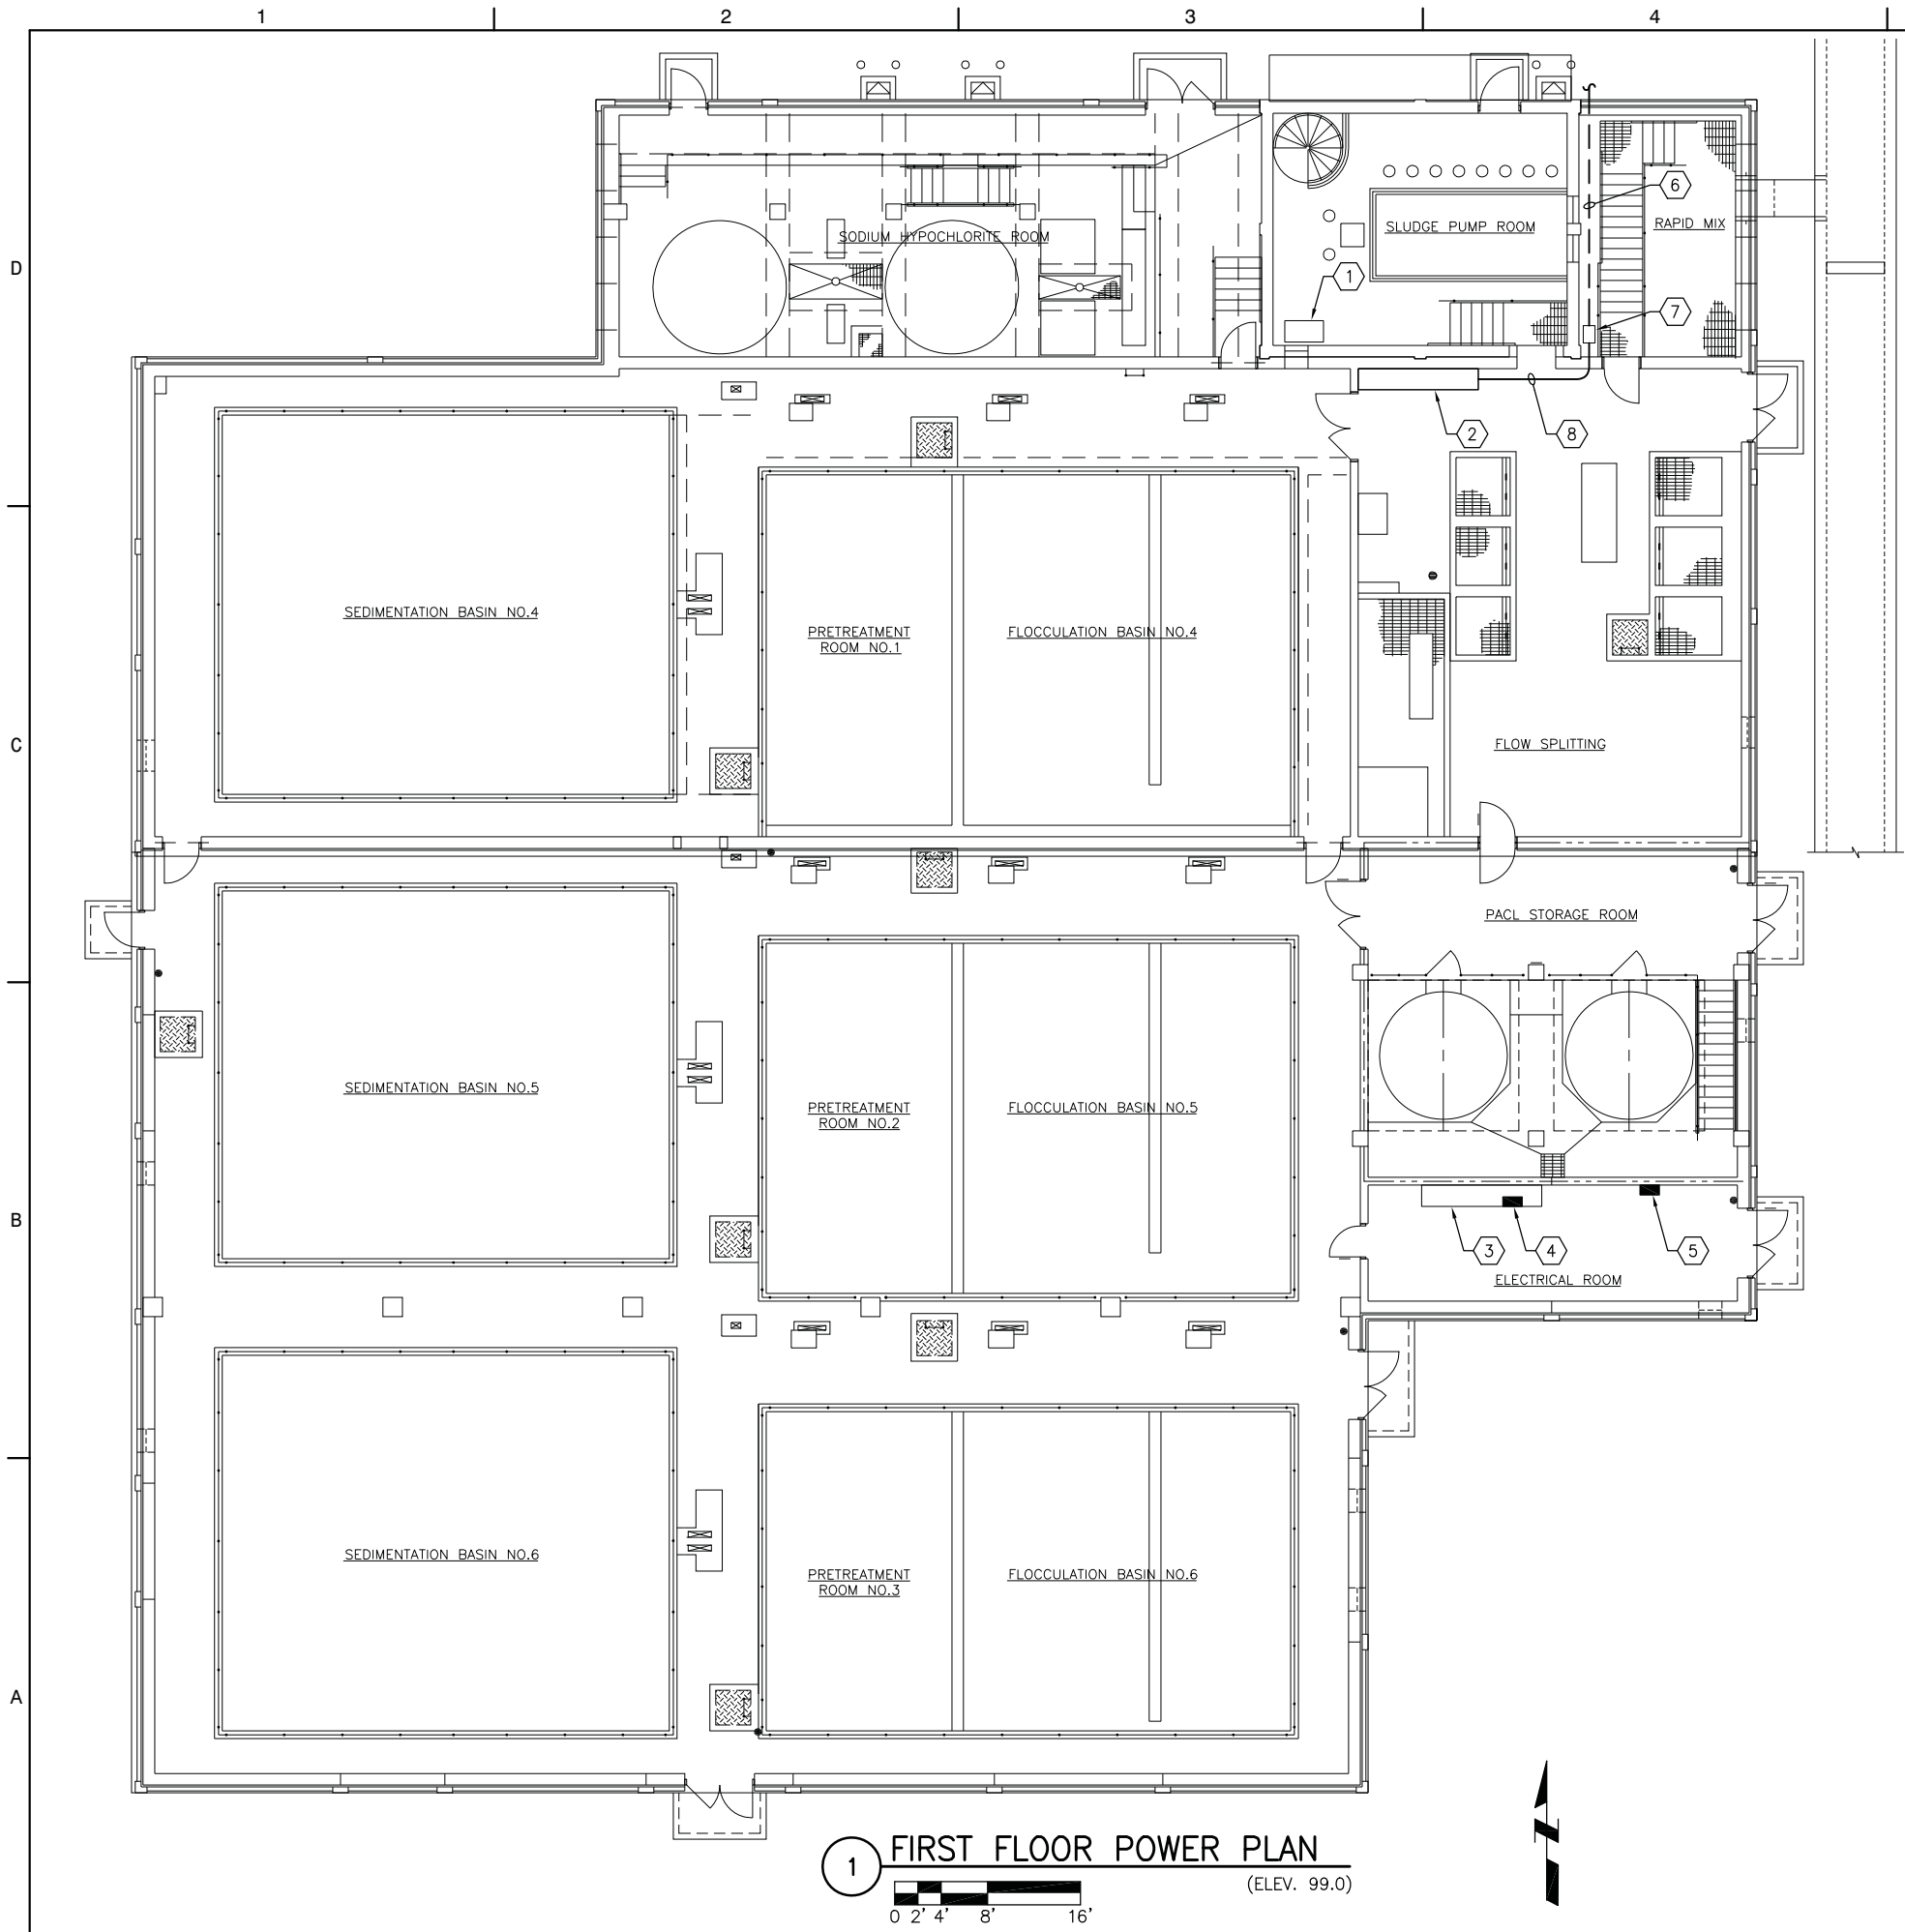 1 2 3 4
D
SODIUM HYPOCHLORITE ROOM
SLUDGE PUMP ROOM
RAPID MIX
6
1
7
2
8
SEDIMENTATION BASIN NO.4
PRETREATMENT
ROOM NO.1
FLOCCULATION BASIN NO.4
C
FLOW SPLITTING
PACL STORAGE ROOM
SEDIMENTATION BASIN NO.5
PRETREATMENT
ROOM NO.2
FLOCCULATION BASIN NO.5
B
3
4
5
ELECTRICAL ROOM
SEDIMENTATION BASIN NO.6
PRETREATMENT
ROOM NO.3
FLOCCULATION BASIN NO.6
A
1
FIRST FLOOR POWER PLAN
(ELEV. 99.0)
0 2' 4' 8' 16'
N